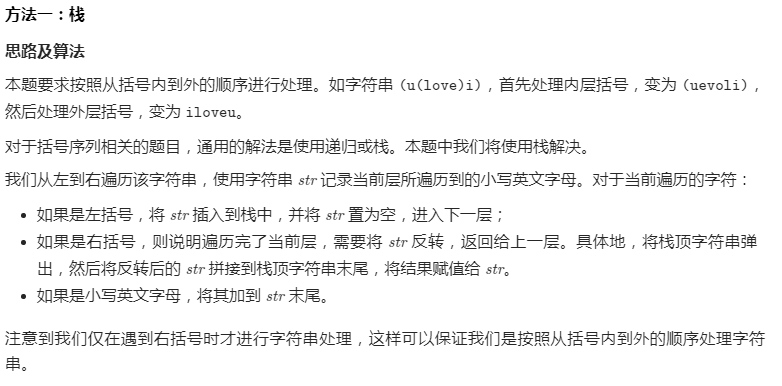 方法一：栈
思路及算法
本题要求按照从括号内到外的顺序进行处理。如字符串 (u(love)i)，首先处理内层括号，变为 (uevoli)，
然后处理外层括号，变为 iloveu。
对于括号序列相关的题目，通用的解法是使用递归或栈。本题中我们将使用栈解决。
我们从左到右遍历该字符串，使用字符串 str 记录当前层所遍历到的小写英文字母。对于当前遍历的字符：
• 如果是左括号，将 str 插入到栈中，并将 str 置为空，进入下一层；
• 如果是右括号，则说明遍历完了当前层，需要将 str 反转，返回给上一层。具体地，将栈顶字符串弹
出，然后将反转后的 str 拼接到栈顶字符串末尾，将结果赋值给 str。
• 如果是小写英文字母，将其加到 str 末尾。
注意到我们仅在遇到右括号时才进行字符串处理，这样可以保证我们是按照从括号内到外的顺序处理字符
串。